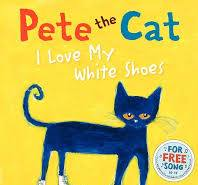 Pete the Cat
I Love My
White Shoes
FOR
FREE
SONG